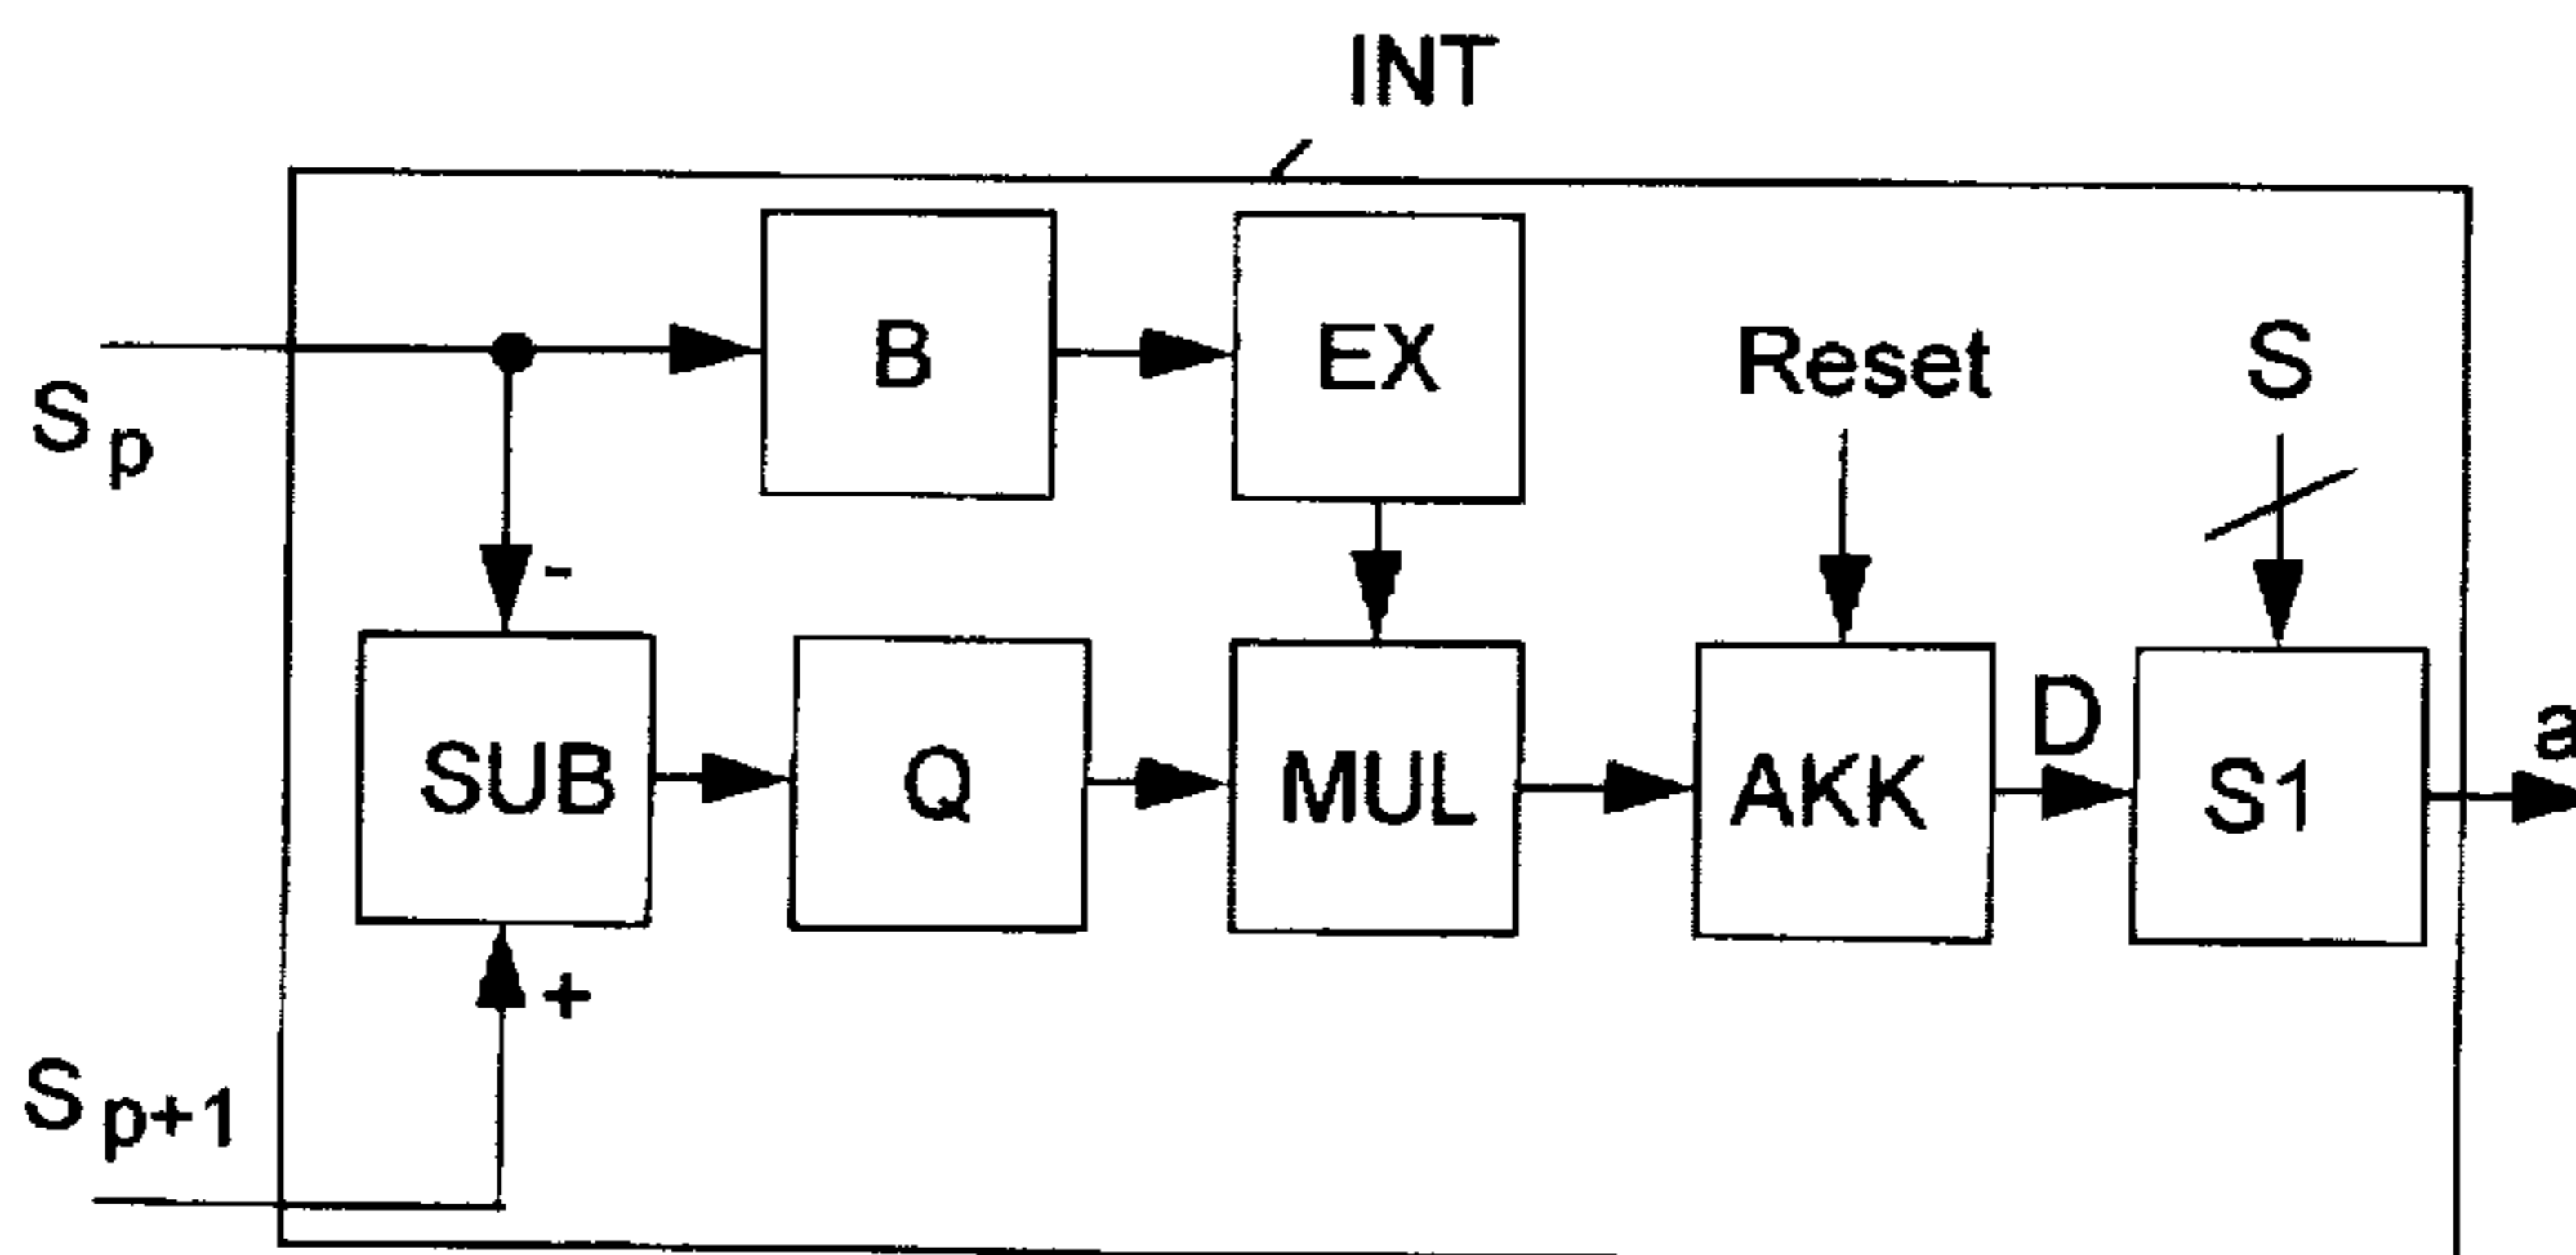 INT
B
EX
Reset
S
Sp
-
SUB
Q
MUL
AKK
D
S1
a
+
Sp+1